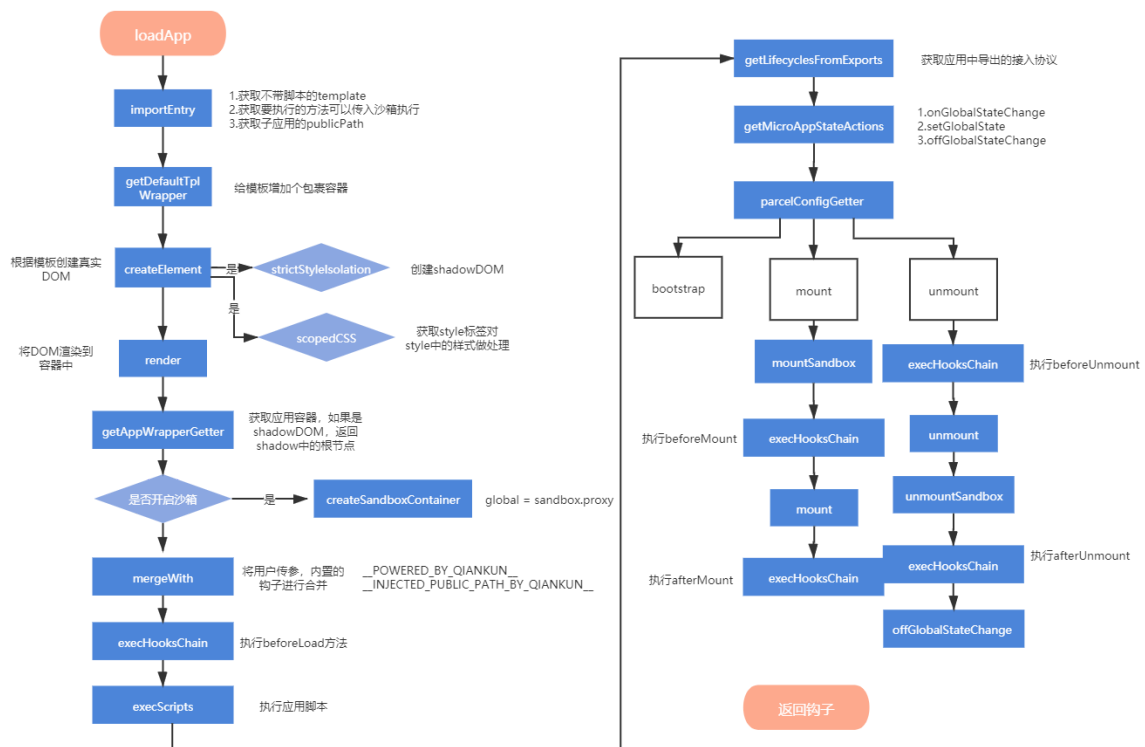 loadApp
importEntry
1.获取不带脚本的template
2.获取要执行的方法可以传入沙箱执行
3.获取子应用的publicPath
getDefaultTpl
Wrapper
给模板增加个包裹容器
根据模板创建真实
DOM
createElement
是
strictStyleIsolation
创建shadowDOM
是
scopedCSS
获取style标签对
style中的样式做处理
将DOM渲染到
容器中
render
getAppWrapperGetter
获取应用容器，如果是
shadowDOM，返回
shadow中的根节点
是否开启沙箱
是
createSandboxContainer
global = sandbox.proxy
mergeWith
将用户传参，内置的
钩子进行合并
__POWERED_BY_QIANKUN__
__INJECTED_PUBLIC_PATH_BY_QIANKUN__
execHooksChain
执行beforeLoad方法
execScripts
执行应用脚本
getLifecyclesFromExports
获取应用中导出的接入协议
getMicroAppStateActions
1.onGlobalStateChange
2.setGlobalState
3.offGlobalStateChange
parcelConfigGetter
bootstrap
mount
unmount
mountSandbox
执行beforeMount
execHooksChain
mount
执行afterMount
execHooksChain
execHooksChain
执行beforeUnmount
unmount
unmountSandbox
execHooksChain
执行afterUnmount
offGlobalStateChange
返回钩子